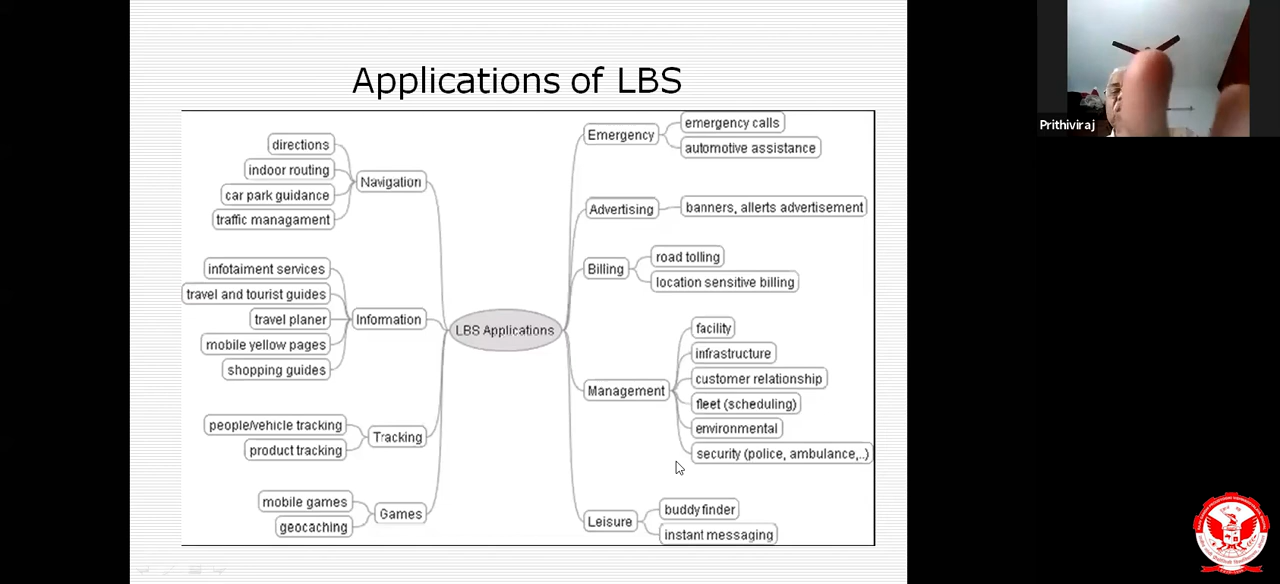 Applications of LBS
directions
indoor routing
car park guidance
traffic managament
Navigation
infotaiment services
travel and tourist guides
travel planer
mobile yellow pages
shopping guides
Information
people/vehicle tracking
product tracking
Tracking
mobile games
geocaching
Games
LBS Applications
Emergency
emergency calls
automotive assistance
Advertising
banners, allerts advertisement
Billing
road tolling
location sensitive billing
Management
facility
infrastructure
customer relationship
fleet (scheduling)
environmental
security (police, ambulance,..)
Leisure
buddy finder
instant messaging
Prithiviraj